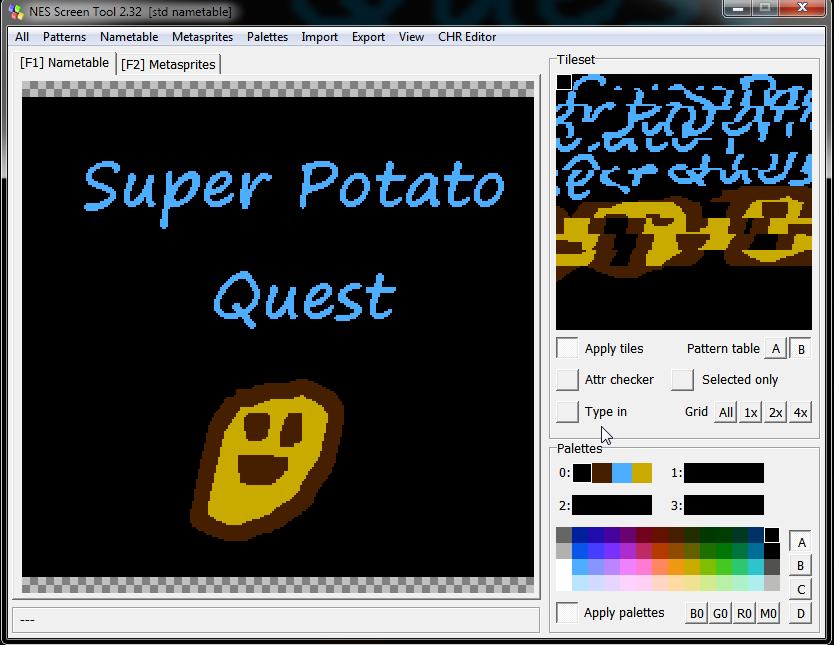 NES Screen Tool 2.32 [std nametable]
All Patterns Nametable Metasprites Palettes Import Export View CHR Editor
[F1] Nametable [F2] Metasprites
Super Potato
Quest
---
Tileset
Apply tiles Pattern table A B
Attr checker Selected only
Type in Grid All 1x 2x 4x
Palettes
0: 1:
2: 3:
A
B
C
D
Apply palettes B0 G0 R0 M0